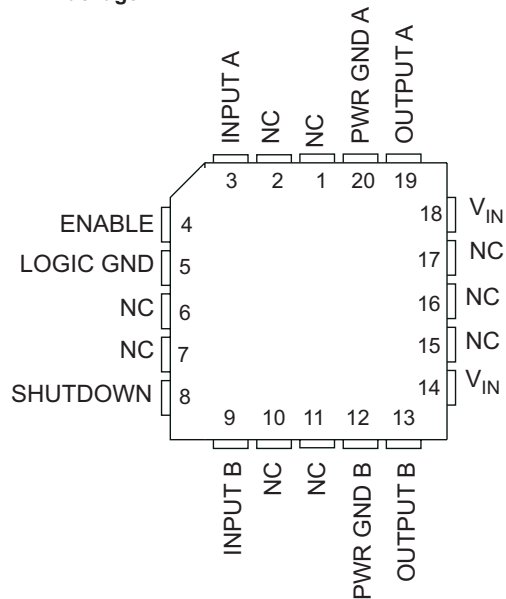 INPUT A
NC
NC
PWR GND A
OUTPUT A
3
2
1
20
19
ENABLE
4
LOGIC GND
5
NC
6
NC
7
SHUTDOWN
8
18
VIN
17
NC
16
NC
15
NC
14
VIN
9
10
11
12
13
INPUT B
NC
NC
PWR GND B
OUTPUT B